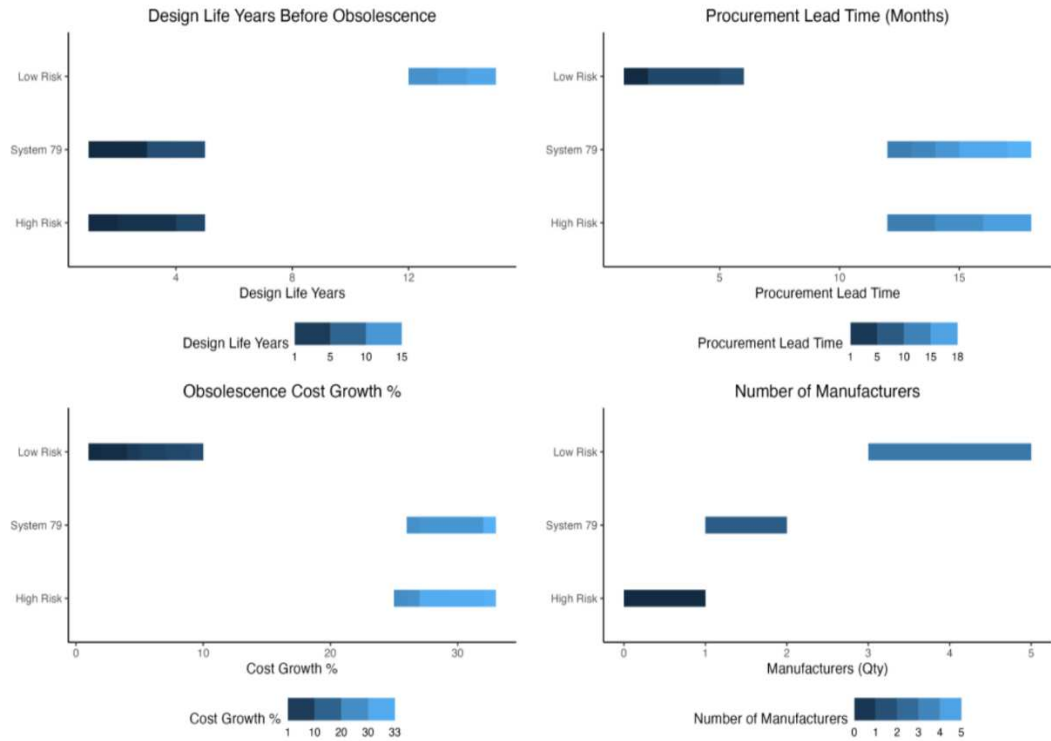 Design Life Years Before Obsolescence
Low Risk
System 79
High Risk
4 8 12
Design Life Years
Design Life Years
1 5 10 15
Procurement Lead Time (Months)
Low Risk
System 79
High Risk
5 10 15
Procurement Lead Time
Procurement Lead Time
1 5 10 15 18
Obsolescence Cost Growth %
Low Risk
System 79
High Risk
0 10 20 30
Cost Growth %
Cost Growth %
1 10 20 30 33
Number of Manufacturers
Low Risk
System 79
High Risk
0 1 2 3 4 5
Manufacturers (Qty)
Number of Manufacturers
0 1 2 3 4 5